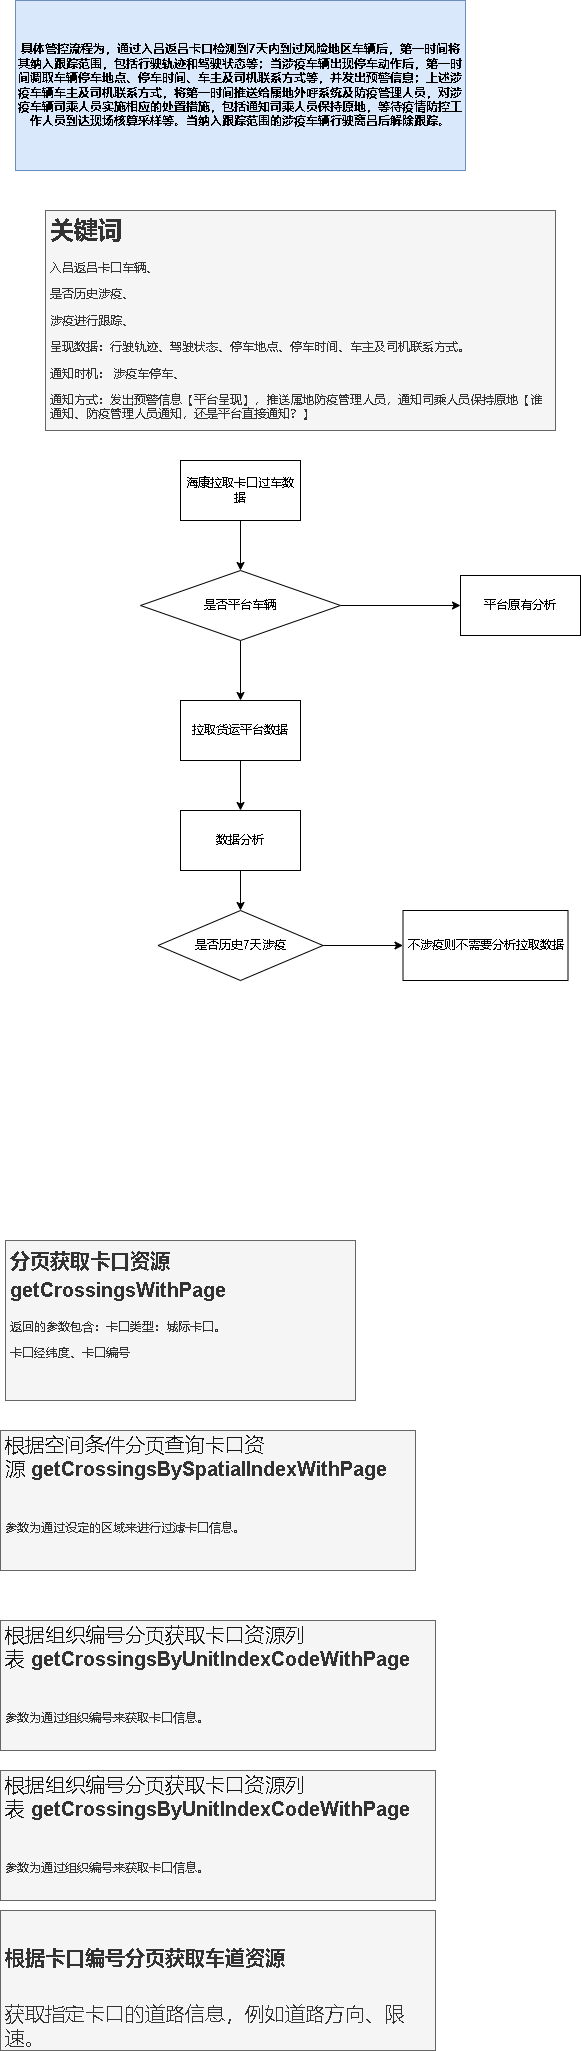 具体管控流程为，通过入吕返吕卡口检测到7天内到过风险地区车辆后，第一时间将
其纳入跟踪范围，包括行驶轨迹和驾驶状态等；当涉疫车辆出现停车动作后，第一时
间调取车辆停车地点、停车时间、车主及司机联系方式等，并发出预警信息；上述涉
疫车辆车主及司机联系方式，将第一时间推送给属地外呼系统及防疫管理人员，对涉
疫车辆司乘人员实施相应的处置措施，包括通知司乘人员保持原地，等待疫情防控工
作人员到达现场核算采样等。当纳入跟踪范围的涉疫车辆行驶离吕后解除跟踪。
关键词
入吕返吕卡口车辆、
是否历史涉疫、
涉疫进行跟踪、
呈现数据：行驶轨迹、驾驶状态、停车地点、停车时间、车主及司机联系方式。
通知时机： 涉疫车停车、
通知方式：发出预警信息【平台呈现】，推送属地防疫管理人员，通知司乘人员保持原地【谁
通知、防疫管理人员通知，还是平台直接通知？】
海康拉取卡口过车数
据
是否平台车辆
平台原有分析
拉取货运平台数据
数据分析
是否历史7天涉疫
不涉疫则不需要分析拉取数据
分页获取卡口资源
getCrossingsWithPage
返回的参数包含：卡口类型：城际卡口。
卡口经纬度、卡口编号
根据空间条件分页查询卡口资
源 getCrossingsBySpatialIndexWithPage
参数为通过设定的区域来进行过滤卡口信息。
根据组织编号分页获取卡口资源列
表 getCrossingsByUnitIndexCodeWithPage
参数为通过组织编号来获取卡口信息。
根据组织编号分页获取卡口资源列
表 getCrossingsByUnitIndexCodeWithPage
参数为通过组织编号来获取卡口信息。
根据卡口编号分页获取车道资源
获取指定卡口的道路信息，例如道路方向、限
速。